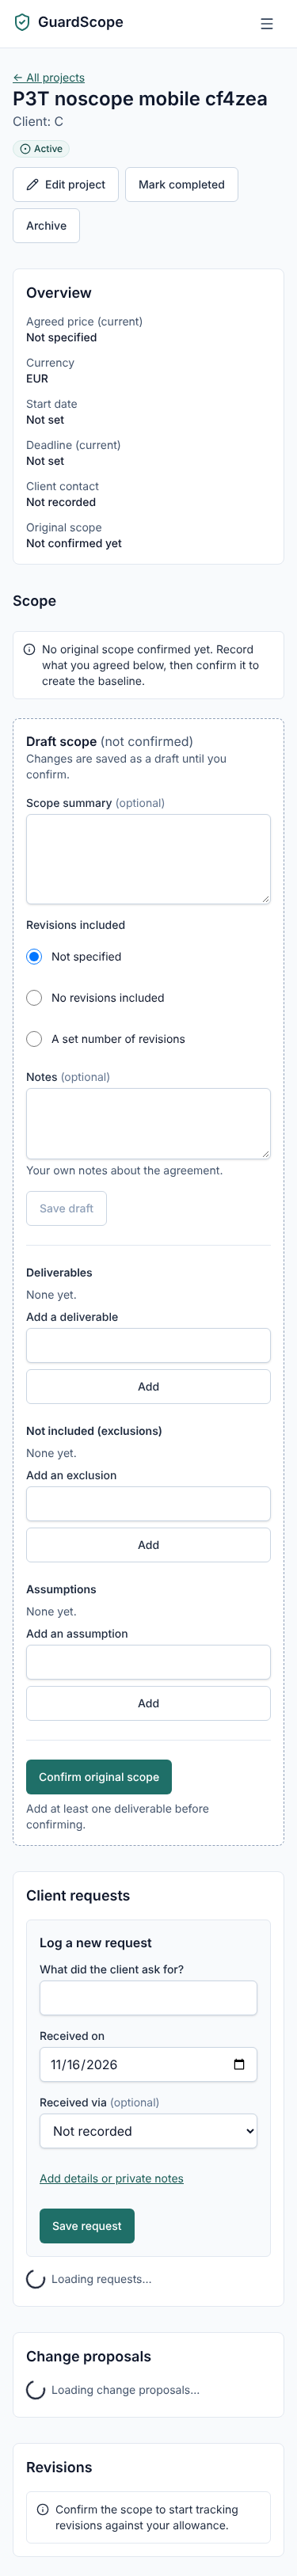 GuardScope
← All projects
P3T noscope mobile cf4zea
Client: C
Active
Edit project
Mark completed
Archive
Overview
Agreed price (current)
Not specified
Currency
EUR
Start date
Not set
Deadline (current)
Not set
Client contact
Not recorded
Original scope
Not confirmed yet
Scope
No original scope confirmed yet. Record
what you agreed below, then confirm it to
create the baseline.
Draft scope (not confirmed)
Changes are saved as a draft until you
confirm.
Scope summary (optional)
Revisions included
Not specified
No revisions included
A set number of revisions
Notes (optional)
Your own notes about the agreement.
Save draft
Deliverables
None yet.
Add a deliverable
Add
Not included (exclusions)
None yet.
Add an exclusion
Add
Assumptions
None yet.
Add an assumption
Add
Confirm original scope
Add at least one deliverable before
confirming.
Client requests
Log a new request
What did the client ask for?
Received on
11/16/2026
Received via (optional)
Not recorded
Add details or private notes
Save request
Loading requests...
Change proposals
Loading change proposals...
Revisions
Confirm the scope to start tracking
revisions against your allowance.